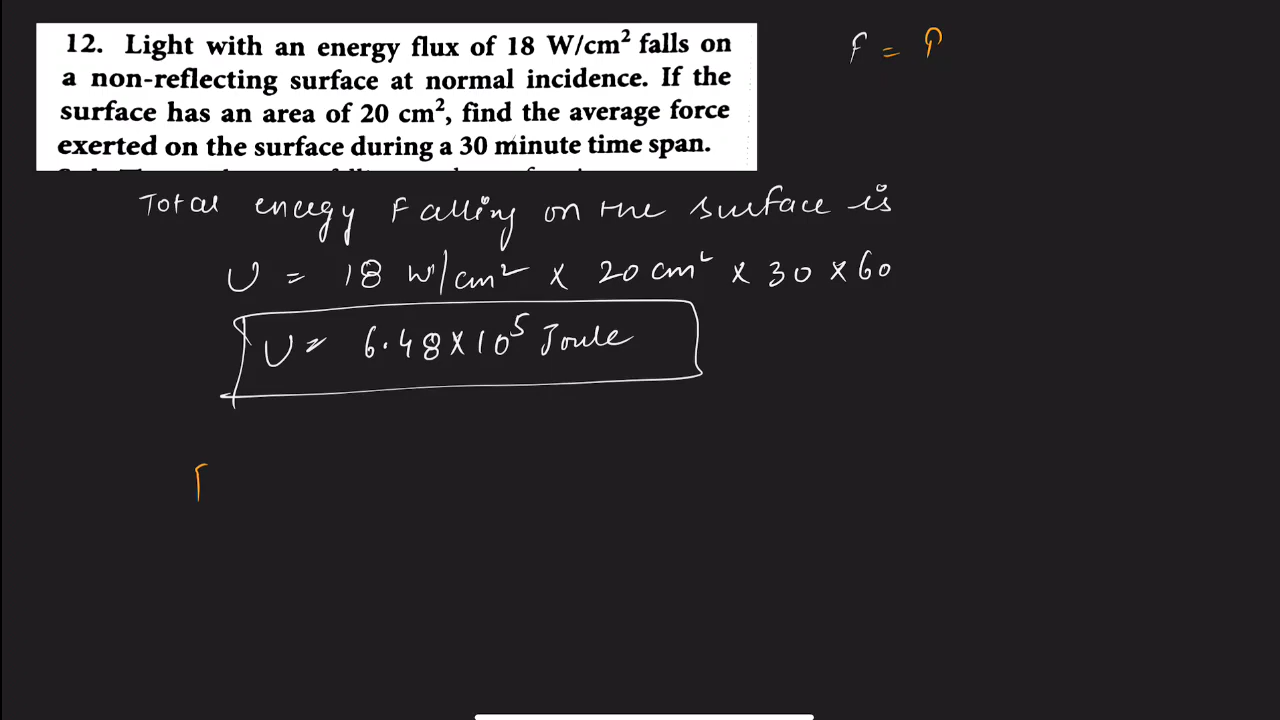 12. Light with an energy flux of 18 W/cm² falls on
a non-reflecting surface at normal incidence. If the
surface has an area of 20 cm², find the average force
exerted on the surface during a 30 minute time span.
F = P
Total energy falling on the surface is
U = 18 W/cm² × 20 cm² × 30 × 60
U = 6.48 × 10⁵ Joule